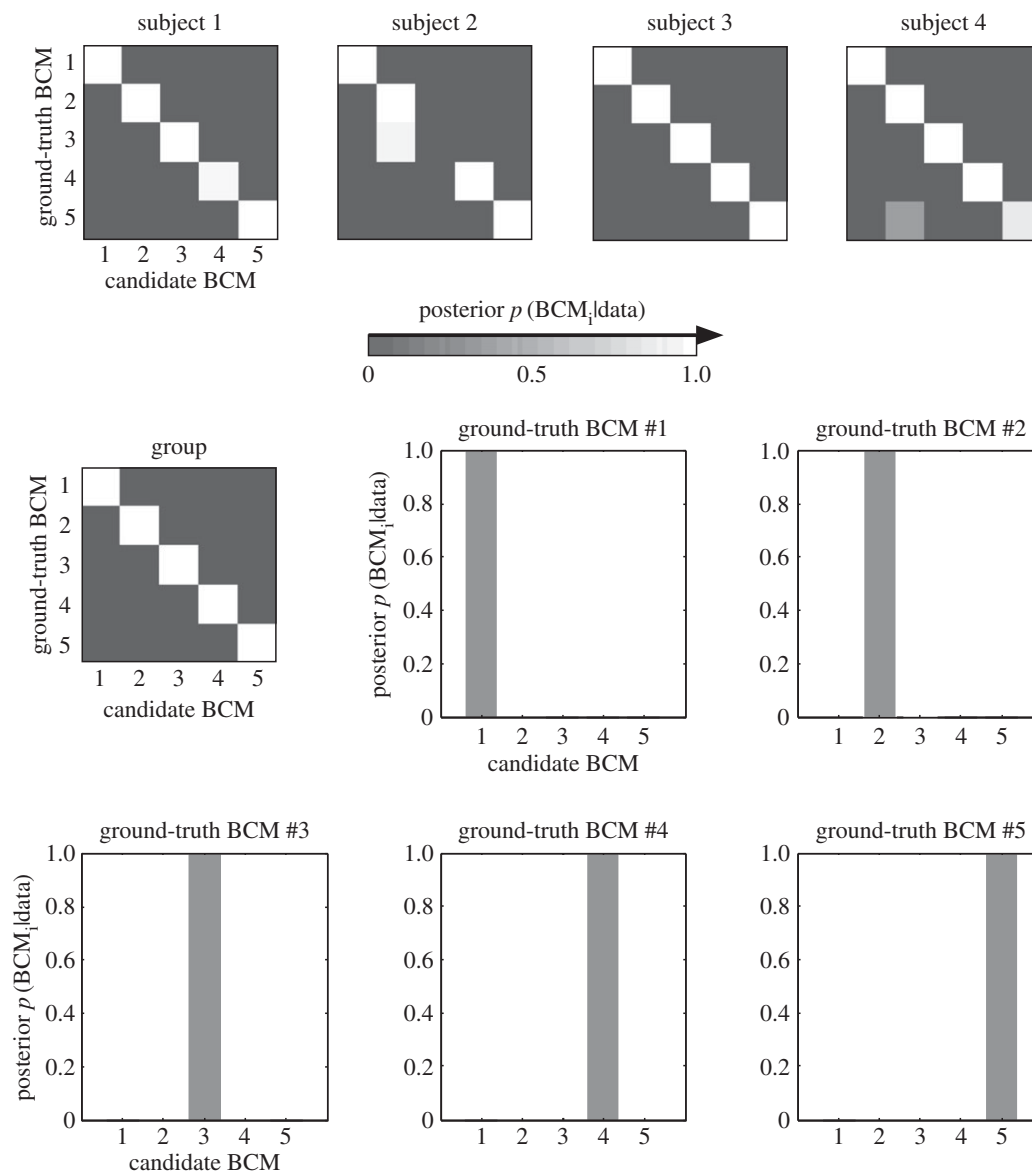 subject 1
subject 2
subject 3
subject 4
ground-truth BCM
1
2
3
4
5
1 2 3 4 5
candidate BCM
posterior p (BCMi|data)
0 0.5 1.0
group
ground-truth BCM
1
2
3
4
5
1 2 3 4 5
candidate BCM
ground-truth BCM #1
posterior p (BCMi|data)
1.0
0.8
0.6
0.4
0.2
0
1 2 3 4 5
candidate BCM
ground-truth BCM #2
1.0
0.8
0.6
0.4
0.2
0
1 2 3 4 5
ground-truth BCM #3
posterior p (BCMi|data)
1.0
0.8
0.6
0.4
0.2
0
1 2 3 4 5
candidate BCM
ground-truth BCM #4
1.0
0.8
0.6
0.4
0.2
0
1 2 3 4 5
ground-truth BCM #5
1.0
0.8
0.6
0.4
0.2
0
1 2 3 4 5